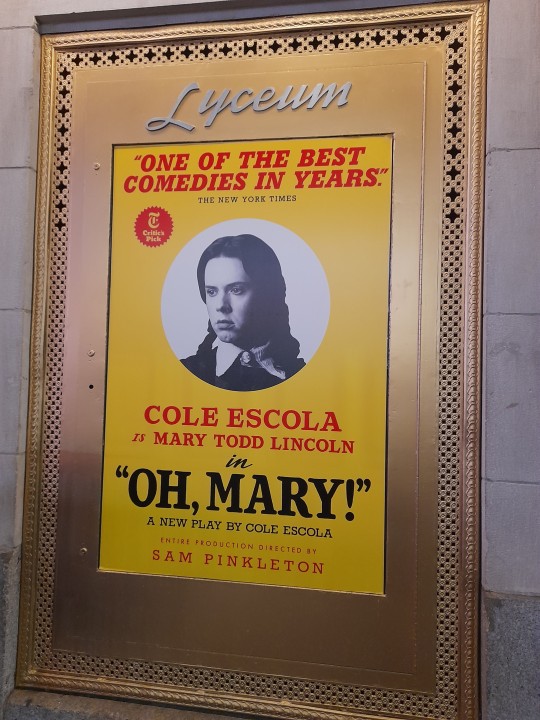 Lyceum
"ONE OF THE BEST
COMEDIES IN YEARS."
THE NEW YORK TIMES
T
Critic's
Pick
COLE ESCOLA
IS MARY TODD LINCOLN
in
"OH, MARY!"
A NEW PLAY BY COLE ESCOLA
ENTIRE PRODUCTION DIRECTED BY
SAM PINKLETON